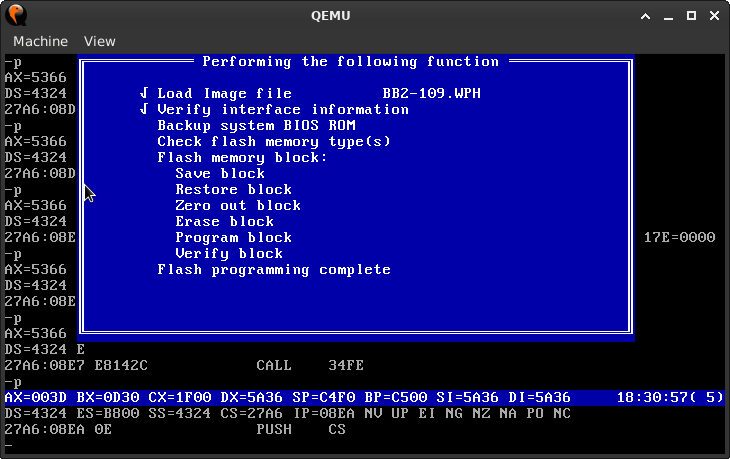 QEMU
Machine View
-p
Performing the following function
AX=5366
DS=4324 √ Load Image file BB2-109.WPH
27A6:08D √ Verify interface information
-p Backup system BIOS ROM
AX=5366 Check flash memory type(s)
DS=4324 Flash memory block:
27A6:08D Save block
-p Restore block
AX=5366 Zero out block
DS=4324 Erase block
27A6:08E Program block 17E=0000
-p Verify block
AX=5366 Flash programming complete
DS=4324
27A6:08E
-p
AX=5366
DS=4324 E
27A6:08E7 E8142C CALL 34FE
-p
AX=003D BX=0D30 CX=1F00 DX=5A36 SP=C4F0 BP=C500 SI=5A36 DI=5A36 18:30:57( 5)
DS=4324 ES=B800 SS=4324 CS=27A6 IP=08EA NV UP EI NG NZ NA PO NC
27A6:08EA 0E PUSH CS
-